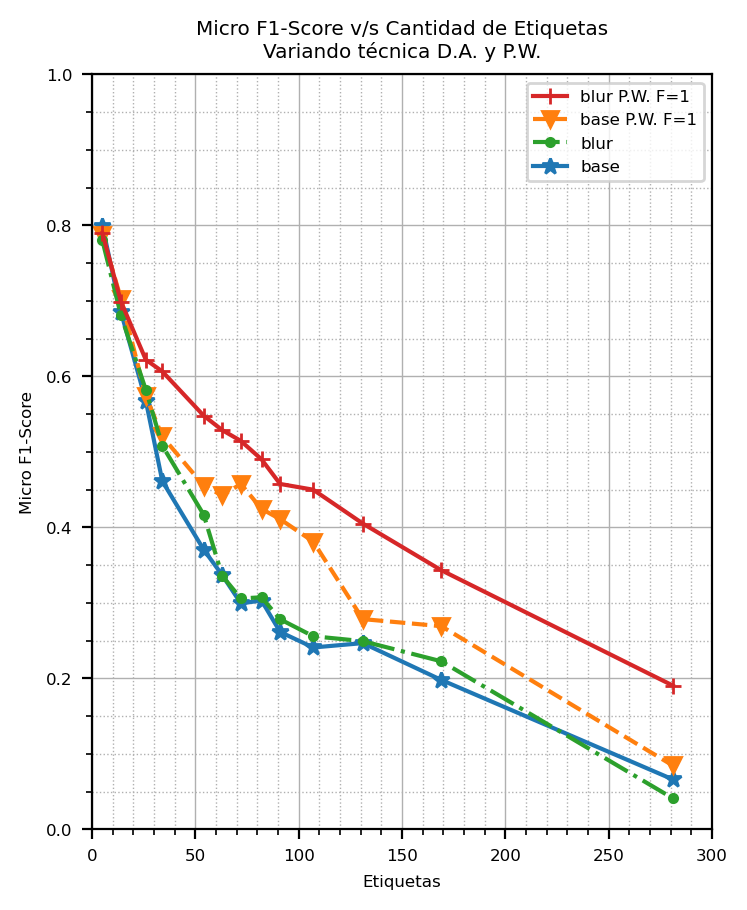 Micro F1-Score v/s Cantidad de Etiquetas
Variando técnica D.A. y P.W.
blur P.W. F=1
base P.W. F=1
blur
base
Micro F1-Score
1.0
0.8
0.6
0.4
0.2
0.0
0 50 100 150 200 250 300
Etiquetas